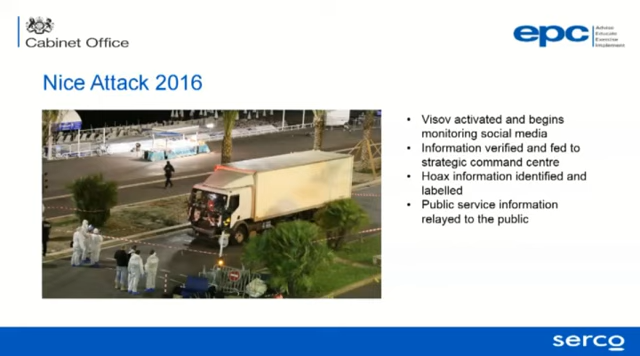 Cabinet Office
epc
Advise
Educate
Exercise
Implement
Nice Attack 2016
• Visov activated and begins
monitoring social media
• Information verified and fed to
strategic command centre
• Hoax information identified and
labelled
• Public service information
relayed to the public
serco